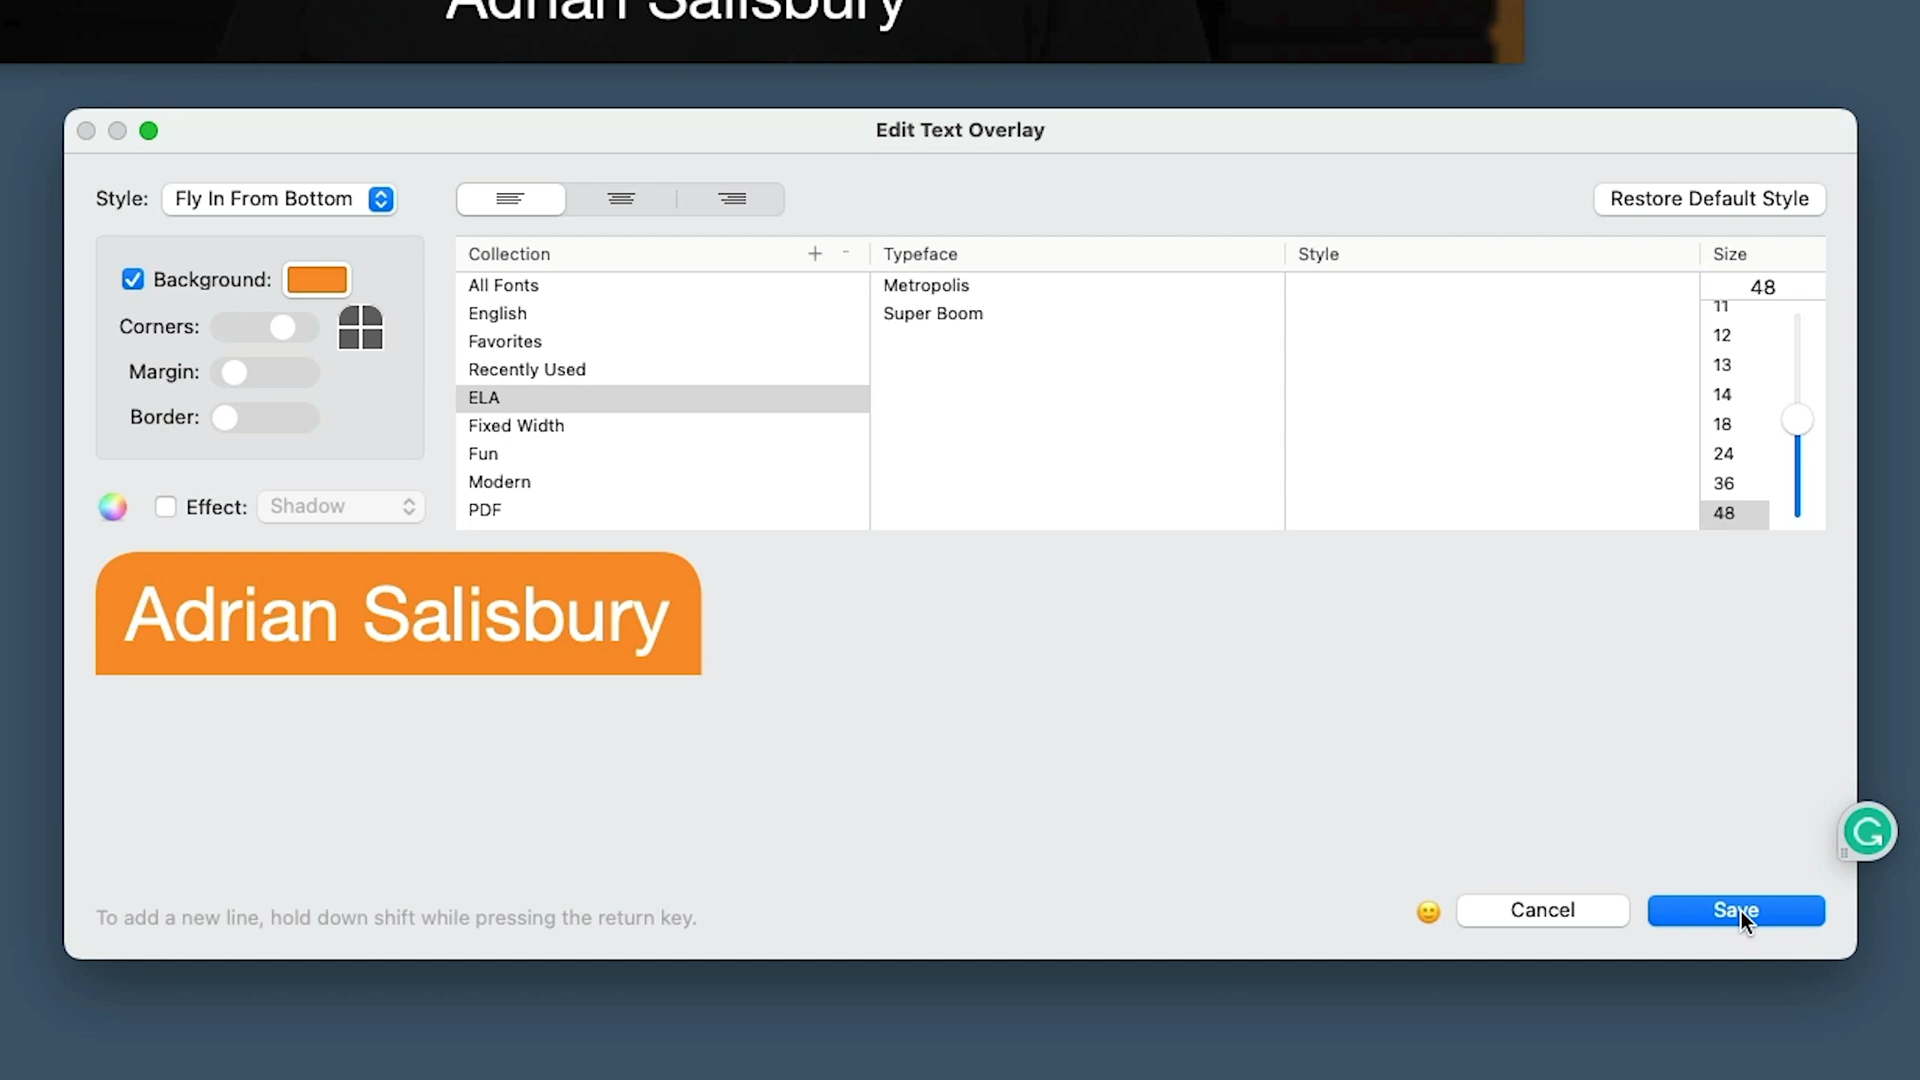 Adrian Salisbury
Edit Text Overlay
Style: Fly In From Bottom
Restore Default Style
Background:
Corners:
Margin:
Border:
Effect: Shadow
Collection + -
All Fonts
English
Favorites
Recently Used
ELA
Fixed Width
Fun
Modern
PDF
Typeface
Metropolis
Super Boom
Style
Size
48
11
12
13
14
18
24
36
48
Adrian Salisbury
To add a new line, hold down shift while pressing the return key.
Cancel
Save